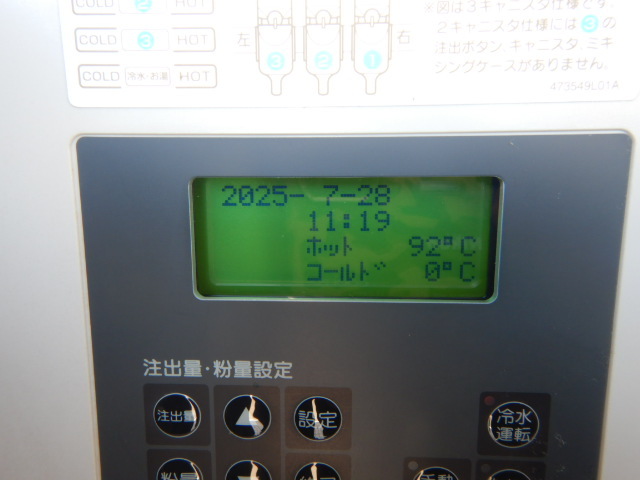 COLD ② HOT
COLD ③ HOT
COLD 冷水・お湯 HOT
左 ③ ② ① 右
※図は3キャニスタ仕様です。
2キャニスタ仕様には③の
注出ボタン、キャニスタ、ミキ
シングケースがありません。
473549L01A
2025- 7-28
11:19
ホット 92°C
コールド 0°C
注出量・粉量設定
注出量 ▲ 設定 冷水
運転
粉量 ▼